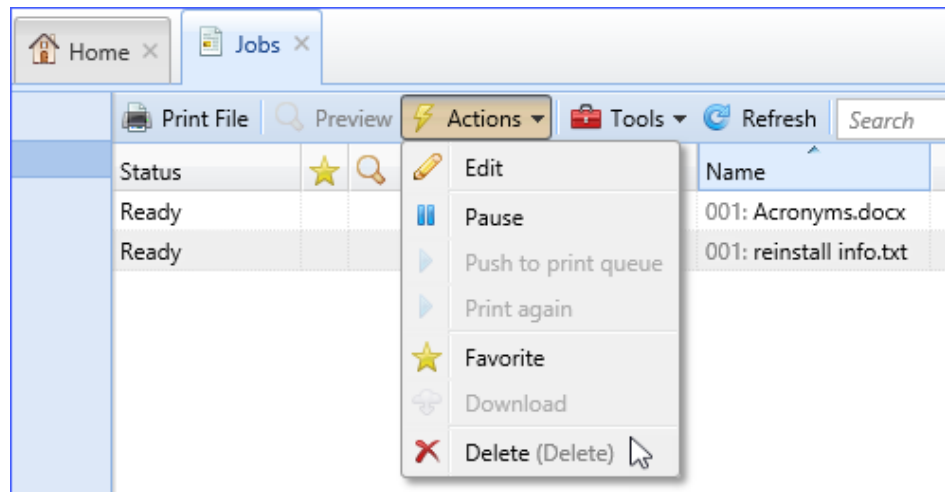 Home
Jobs
Print File Preview Actions Tools Refresh Search
Status Edit Name
Ready Pause 001: Acronyms.docx
Ready Push to print queue 001: reinstall info.txt
Print again
Favorite
Download
Delete (Delete)